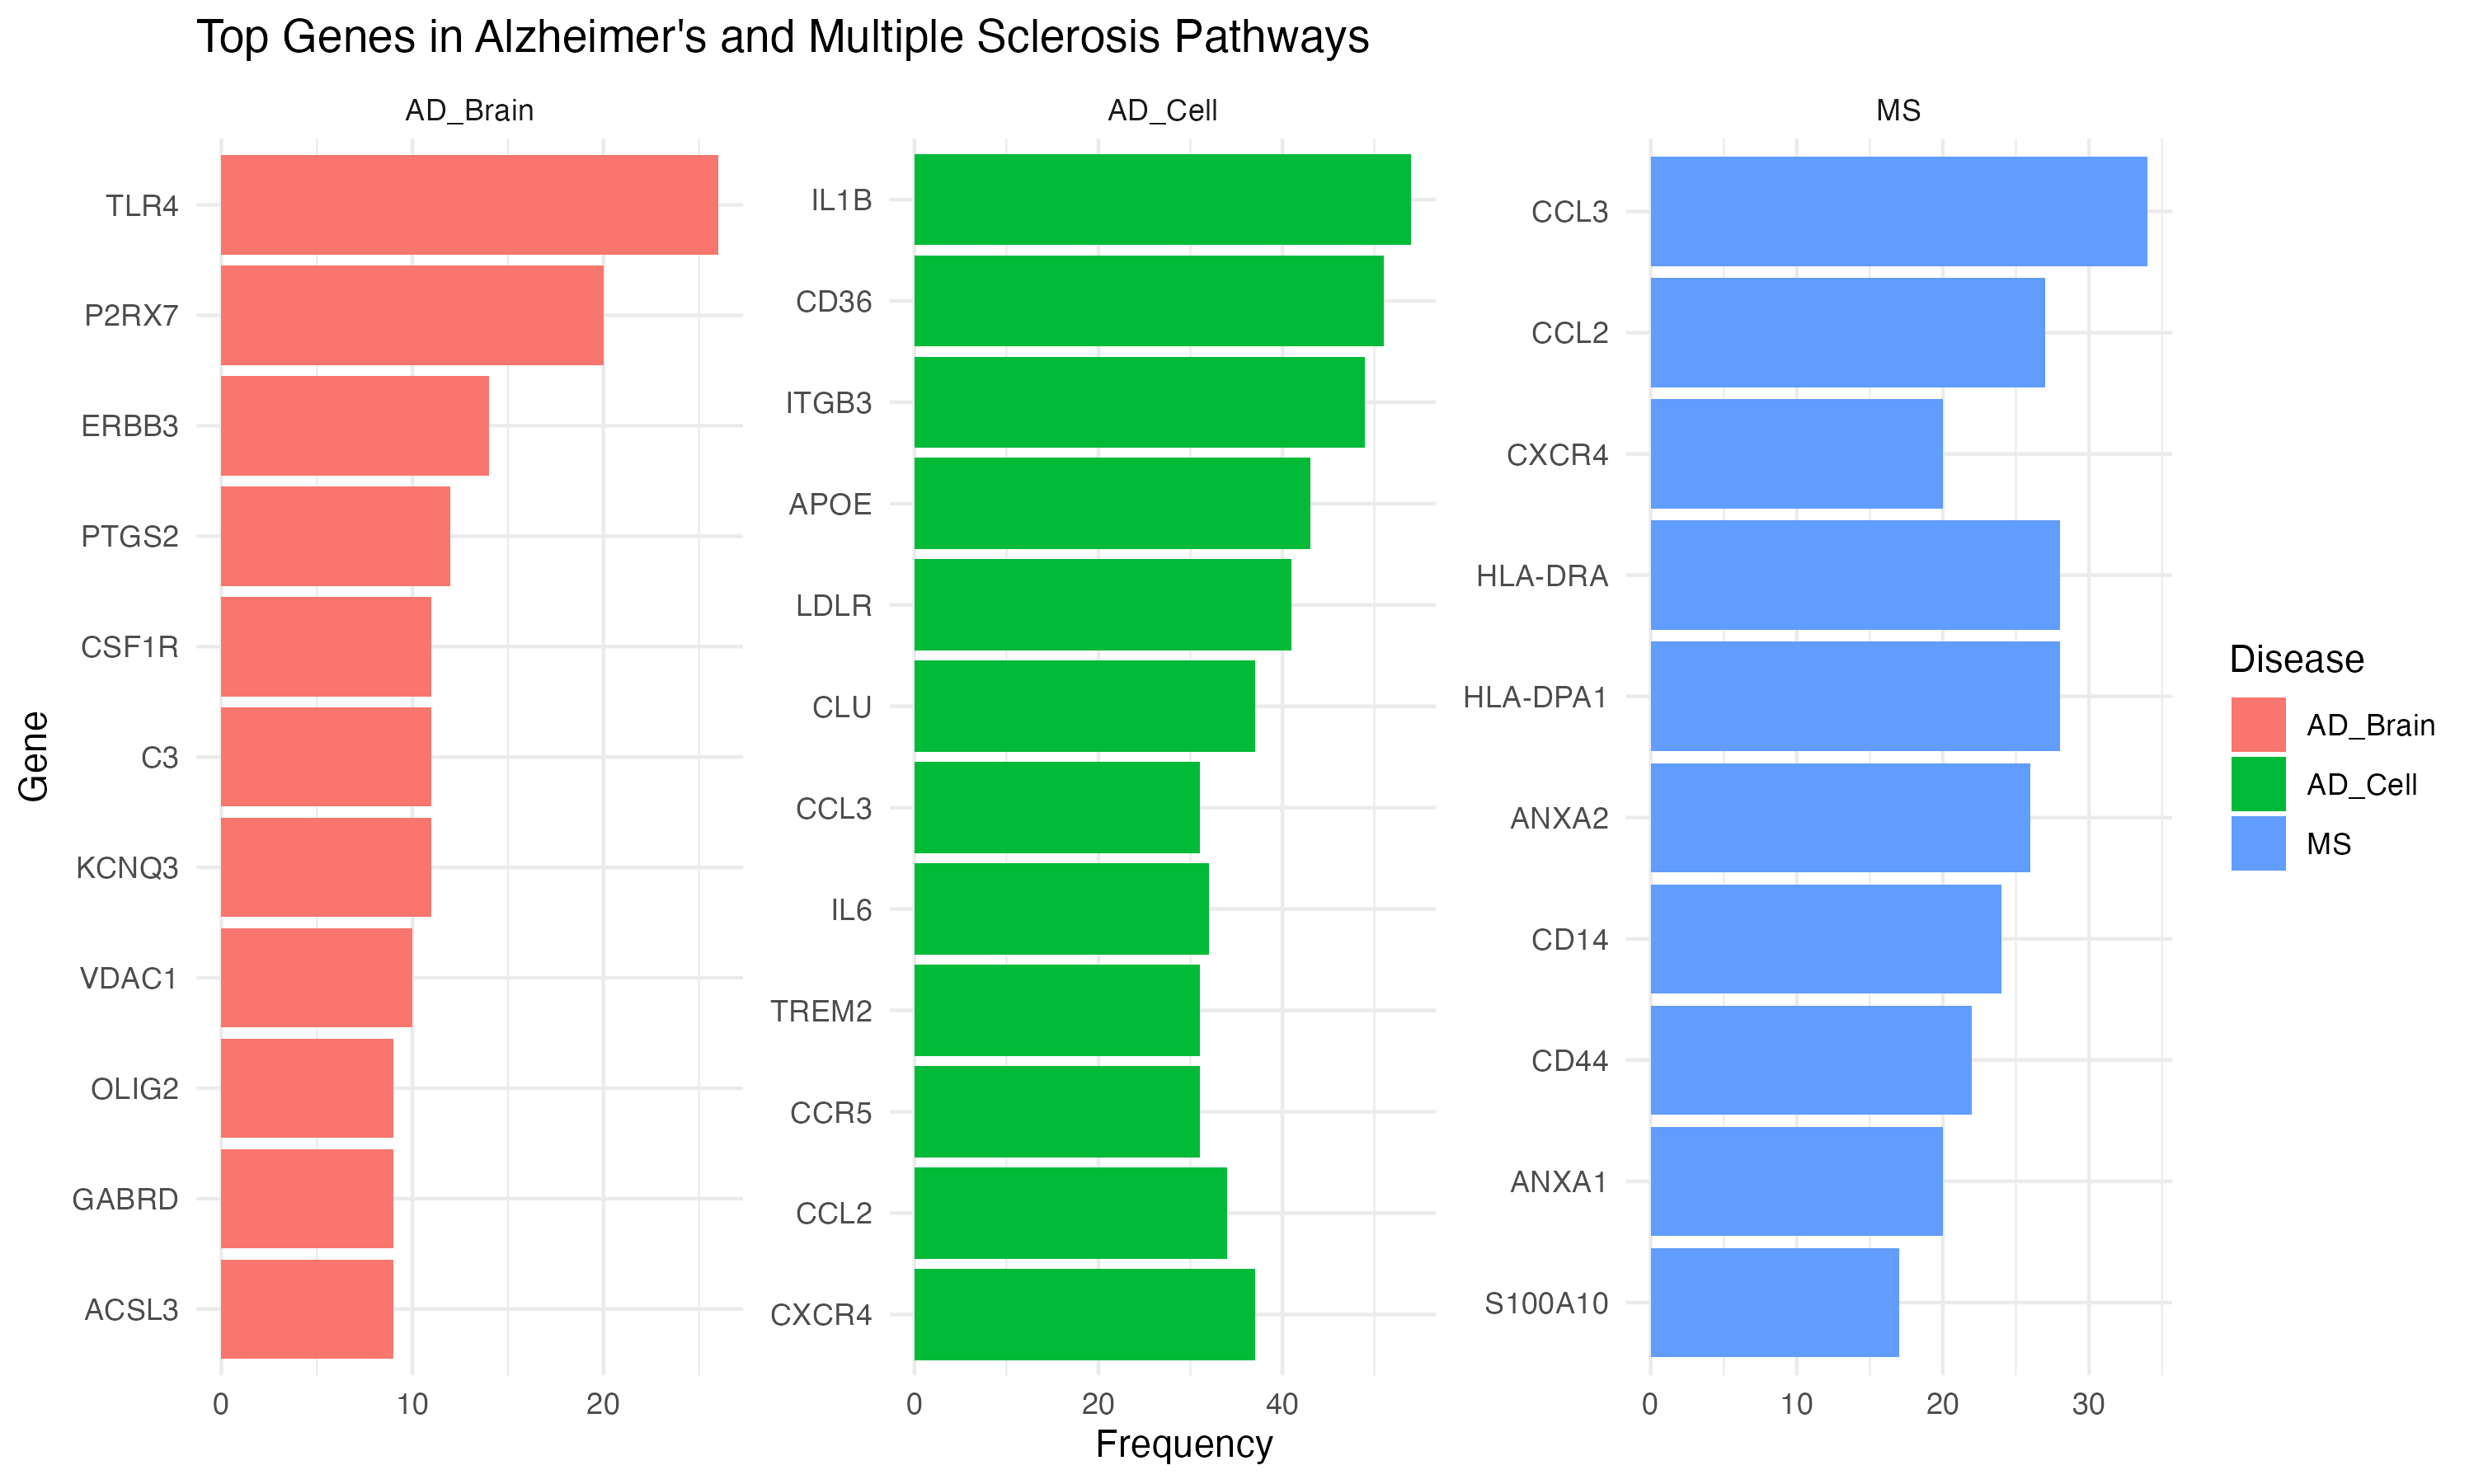 Top Genes in Alzheimer's and Multiple Sclerosis Pathways
AD_Brain
TLR4
P2RX7
ERBB3
PTGS2
CSF1R
C3
KCNQ3
VDAC1
OLIG2
GABRD
ACSL3
0 10 20
AD_Cell
IL1B
CD36
ITGB3
APOE
LDLR
CLU
CCL3
IL6
TREM2
CCR5
CCL2
CXCR4
0 20 40
MS
CCL3
CCL2
CXCR4
HLA-DRA
HLA-DPA1
ANXA2
CD14
CD44
ANXA1
S100A10
0 10 20 30
Gene
Frequency
Disease
AD_Brain
AD_Cell
MS